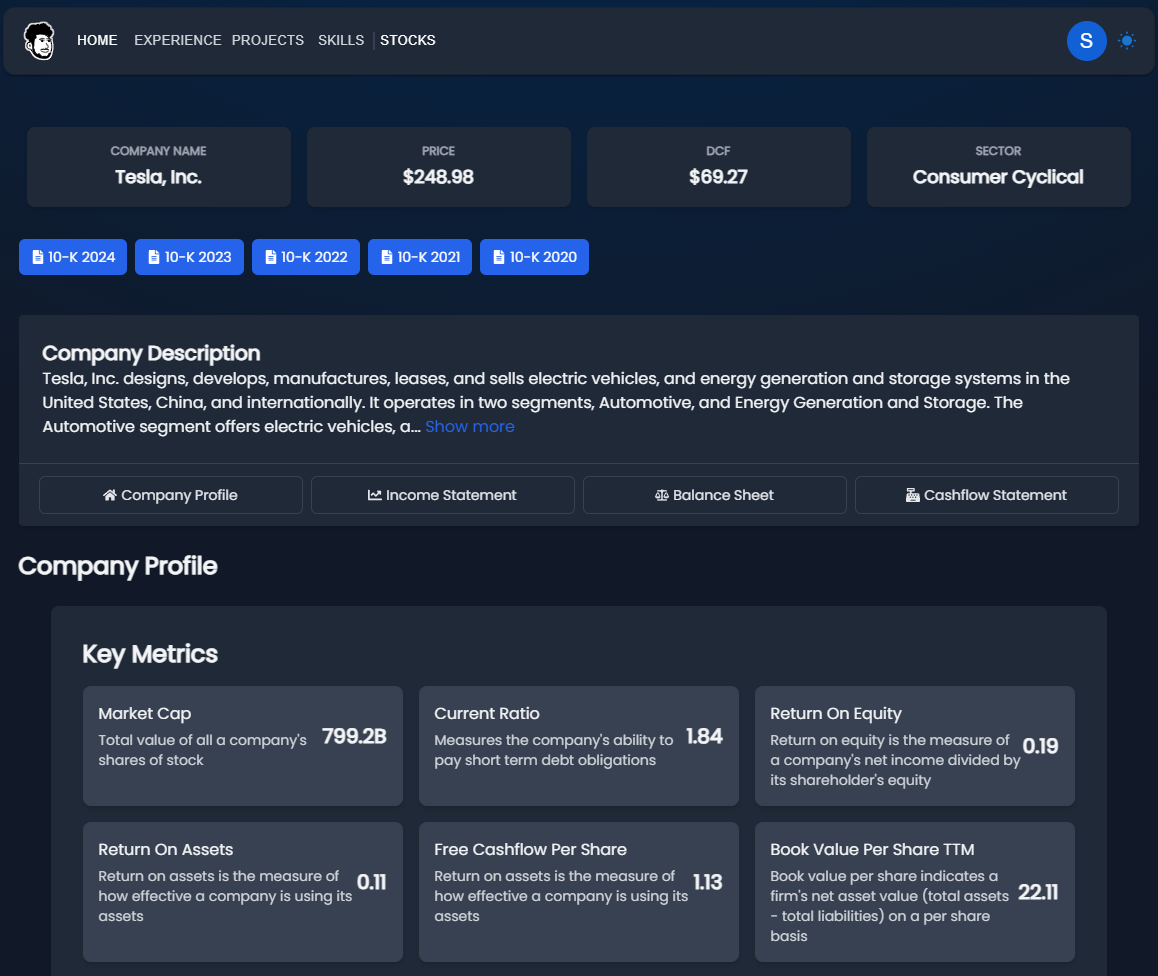 HOME EXPERIENCE PROJECTS SKILLS STOCKS S
COMPANY NAME
Tesla, Inc.
PRICE
$248.98
DCF
$69.27
SECTOR
Consumer Cyclical
10-K 2024 10-K 2023 10-K 2022 10-K 2021 10-K 2020
Company Description
Tesla, Inc. designs, develops, manufactures, leases, and sells electric vehicles, and energy generation and storage systems in the
United States, China, and internationally. It operates in two segments, Automotive, and Energy Generation and Storage. The
Automotive segment offers electric vehicles, a... Show more
Company Profile Income Statement Balance Sheet Cashflow Statement
Company Profile
Key Metrics
Market Cap
Total value of all a company's
shares of stock
799.2B
Current Ratio
Measures the company's ability to
pay short term debt obligations
1.84
Return On Equity
Return on equity is the measure of
a company's net income divided by
its shareholder's equity
0.19
Return On Assets
Return on assets is the measure of
how effective a company is using its
assets
0.11
Free Cashflow Per Share
Return on assets is the measure of
how effective a company is using its
assets
1.13
Book Value Per Share TTM
Book value per share indicates a
firm's net asset value (total assets
- total liabilities) on a per share
basis
22.11